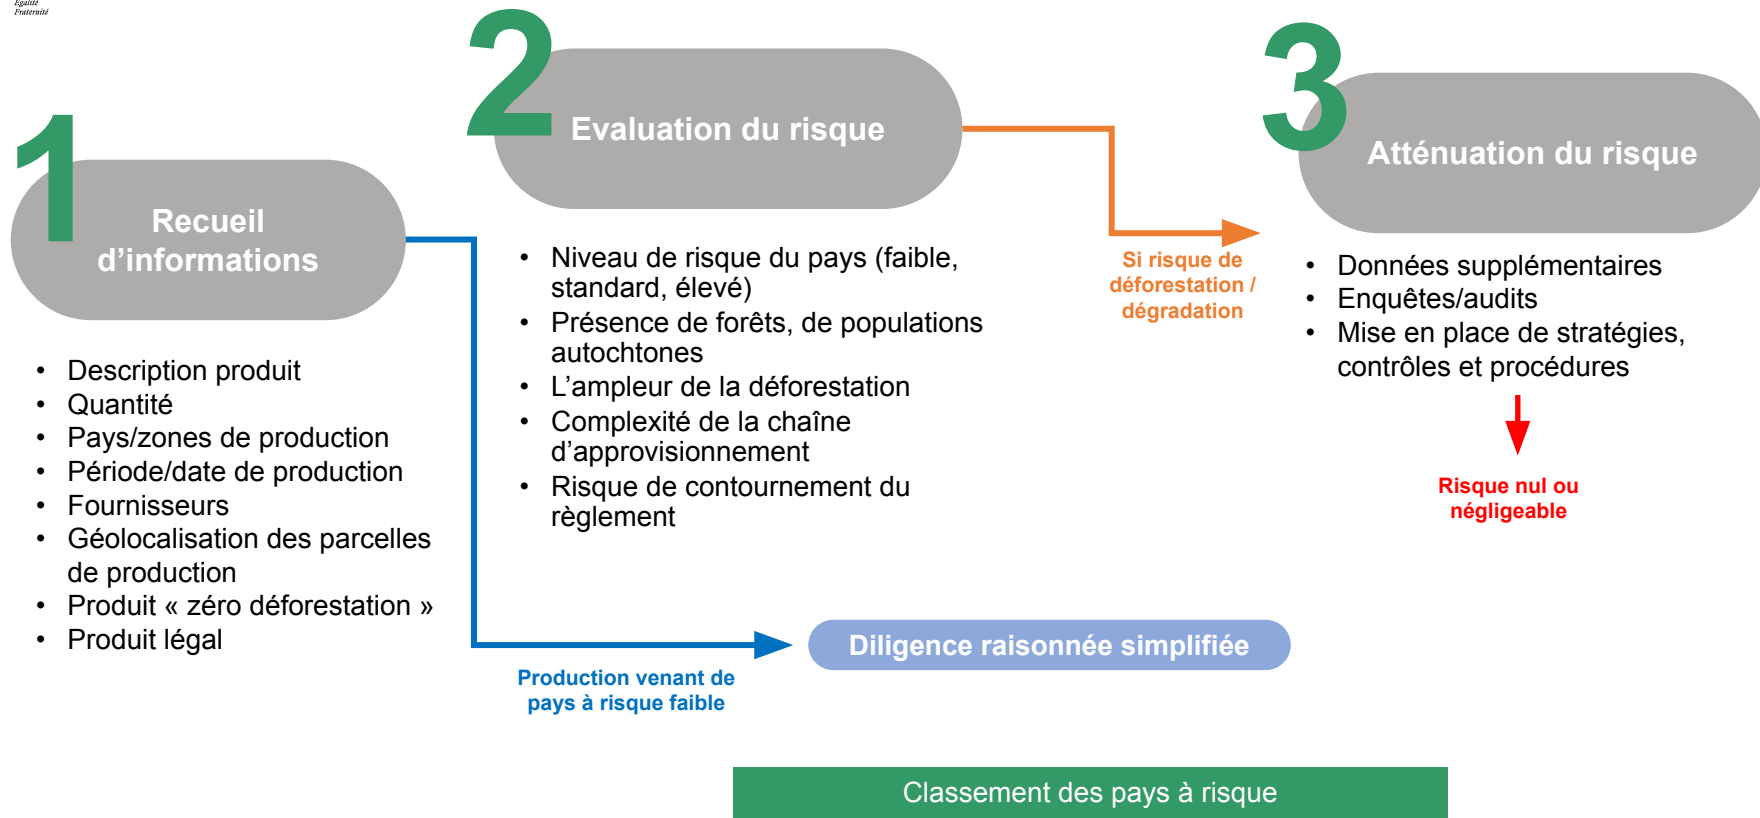 Égalité
Fraternité
1
Recueil
d’informations
• Description produit
• Quantité
• Pays/zones de production
• Période/date de production
• Fournisseurs
• Géolocalisation des parcelles
de production
• Produit « zéro déforestation »
• Produit légal
2
Evaluation du risque
• Niveau de risque du pays (faible,
standard, élevé)
• Présence de forêts, de populations
autochtones
• L’ampleur de la déforestation
• Complexité de la chaîne
d’approvisionnement
• Risque de contournement du
règlement
Si risque de
déforestation /
dégradation
3
Atténuation du risque
• Données supplémentaires
• Enquêtes/audits
• Mise en place de stratégies,
contrôles et procédures
Risque nul ou
négligeable
Production venant de
pays à risque faible
Diligence raisonnée simplifiée
Classement des pays à risque